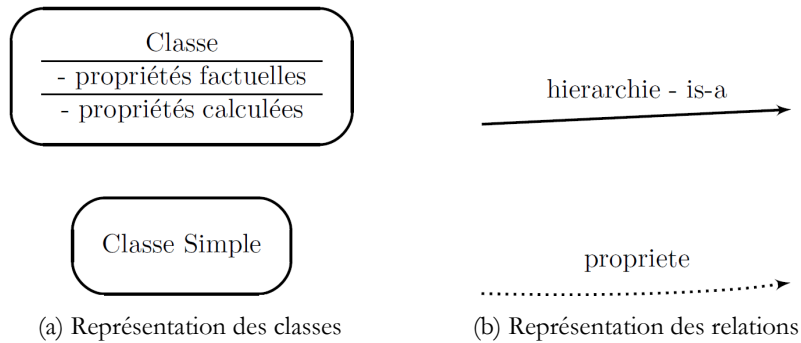 Classe
- propriétés factuelles
- propriétés calculées
hierarchie - is-a
Classe Simple
propriete
(a) Représentation des classes
(b) Représentation des relations